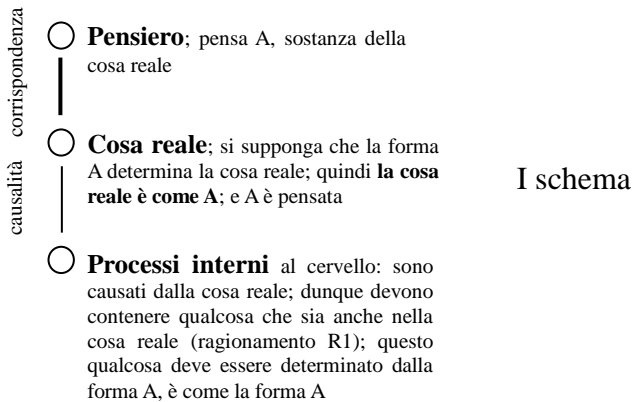 corrispondenza
Pensiero; pensa A, sostanza della
cosa reale
causalità
Cosa reale; si supponga che la forma
A determina la cosa reale; quindi la cosa
reale è come A; e A è pensata
I schema
Processi interni al cervello: sono
causati dalla cosa reale; dunque devono
contenere qualcosa che sia anche nella
cosa reale (ragionamento R1); questo
qualcosa deve essere determinato dalla
forma A, è come la forma A